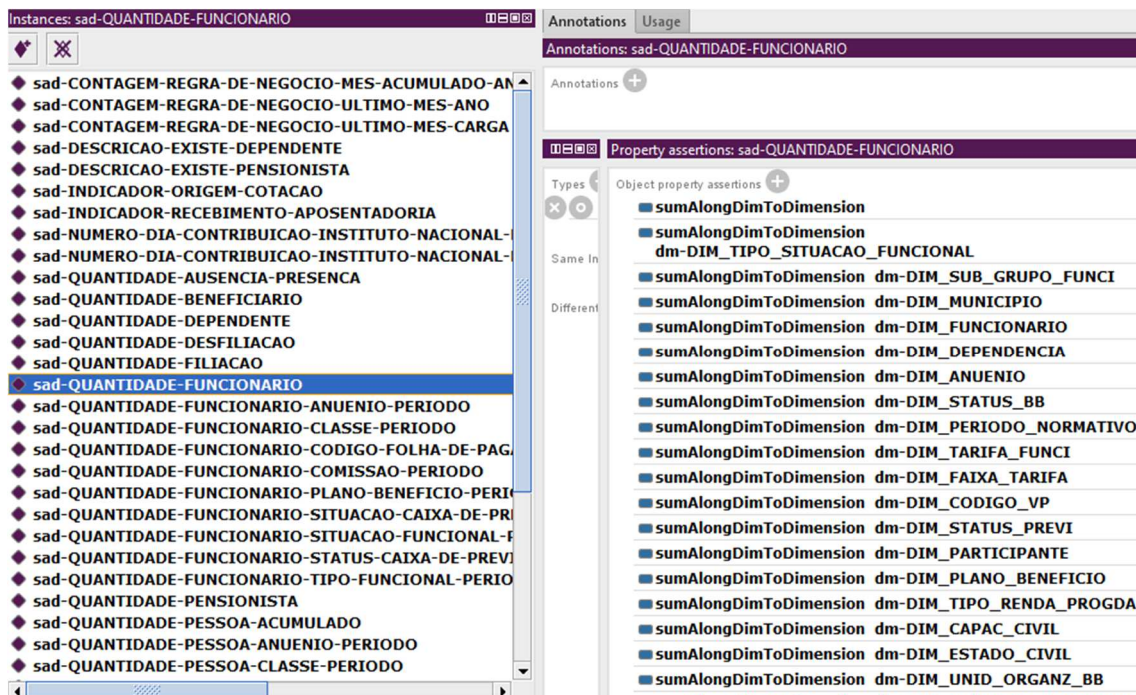 Instances: sad-QUANTIDADE-FUNCIONARIO
sad-CONTAGEM-REGRA-DE-NEGOCIO-MES-ACUMULADO-AN
sad-CONTAGEM-REGRA-DE-NEGOCIO-ULTIMO-MES-ANO
sad-CONTAGEM-REGRA-DE-NEGOCIO-ULTIMO-MES-CARGA
sad-DESCRICAO-EXISTE-DEPENDENTE
sad-DESCRICAO-EXISTE-PENSIONISTA
sad-INDICADOR-ORIGEM-COTACAO
sad-INDICADOR-RECEBIMENTO-APOSENTADORIA
sad-NUMERO-DIA-CONTRIBUICAO-INSTITUTO-NACIONAL-
sad-NUMERO-DIA-CONTRIBUICAO-INSTITUTO-NACIONAL-
sad-QUANTIDADE-AUSENCIA-PRESENCA
sad-QUANTIDADE-BENEFICIARIO
sad-QUANTIDADE-DEPENDENTE
sad-QUANTIDADE-DESFILIACAO
sad-QUANTIDADE-FILIACAO
sad-QUANTIDADE-FUNCIONARIO
sad-QUANTIDADE-FUNCIONARIO-ANUENIO-PERIODO
sad-QUANTIDADE-FUNCIONARIO-CLASSE-PERIODO
sad-QUANTIDADE-FUNCIONARIO-CODIGO-FOLHA-DE-PAG
sad-QUANTIDADE-FUNCIONARIO-COMISSAO-PERIODO
sad-QUANTIDADE-FUNCIONARIO-PLANO-BENEFICIO-PERI
sad-QUANTIDADE-FUNCIONARIO-SITUACAO-CAIXA-DE-PR
sad-QUANTIDADE-FUNCIONARIO-SITUACAO-FUNCIONAL-
sad-QUANTIDADE-FUNCIONARIO-STATUS-CAIXA-DE-PREV
sad-QUANTIDADE-FUNCIONARIO-TIPO-FUNCIONAL-PERIO
sad-QUANTIDADE-PENSIONISTA
sad-QUANTIDADE-PESSOA-ACUMULADO
sad-QUANTIDADE-PESSOA-ANUENIO-PERIODO
sad-QUANTIDADE-PESSOA-CLASSE-PERIODO
Annotations Usage
Annotations: sad-QUANTIDADE-FUNCIONARIO
Annotations
Property assertions: sad-QUANTIDADE-FUNCIONARIO
Types
Same In
Different
Object property assertions
sumAlongDimToDimension
sumAlongDimToDimension
dm-DIM_TIPO_SITUACAO_FUNCIONAL
sumAlongDimToDimension dm-DIM_SUB_GRUPO_FUNCI
sumAlongDimToDimension dm-DIM_MUNICIPIO
sumAlongDimToDimension dm-DIM_FUNCIONARIO
sumAlongDimToDimension dm-DIM_DEPENDENCIA
sumAlongDimToDimension dm-DIM_ANUENIO
sumAlongDimToDimension dm-DIM_STATUS_BB
sumAlongDimToDimension dm-DIM_PERIODO_NORMATIVO
sumAlongDimToDimension dm-DIM_TARIFA_FUNCI
sumAlongDimToDimension dm-DIM_FAIXA_TARIFA
sumAlongDimToDimension dm-DIM_CODIGO_VP
sumAlongDimToDimension dm-DIM_STATUS_PREVI
sumAlongDimToDimension dm-DIM_PARTICIPANTE
sumAlongDimToDimension dm-DIM_PLANO_BENEFICIO
sumAlongDimToDimension dm-DIM_TIPO_RENDA_PROGDA
sumAlongDimToDimension dm-DIM_CAPAC_CIVIL
sumAlongDimToDimension dm-DIM_ESTADO_CIVIL
sumAlongDimToDimension dm-DIM_UNID_ORGANZ_BB